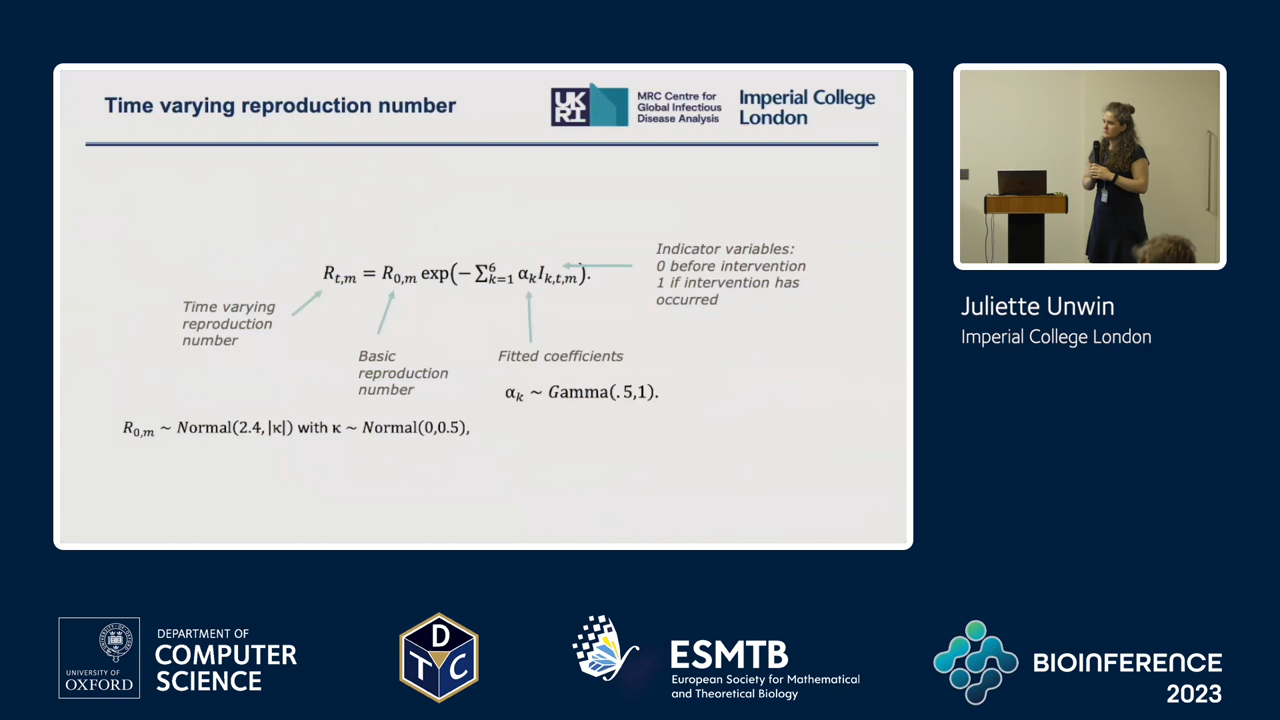 Time varying reproduction number
UK
RI
MRC Centre for
Global Infectious
Disease Analysis
Imperial College
London
R_{t,m} = R_{0,m} exp(−∑_{k=1}^{6} α_k I_{k,t,m}).
Indicator variables:
0 before intervention
1 if intervention has
occurred
Time varying
reproduction
number
Basic
reproduction
number
Fitted coefficients
α_k ~ Gamma(.5,1).
R_{0,m} ~ Normal(2.4, |κ|) with κ ~ Normal(0,0.5),
Juliette Unwin
Imperial College London
UNIVERSITY OF
OXFORD
DEPARTMENT OF
COMPUTER
SCIENCE
D
T C
ESMTB
European Society for Mathematical
and Theoretical Biology
BIOINFERENCE
2023